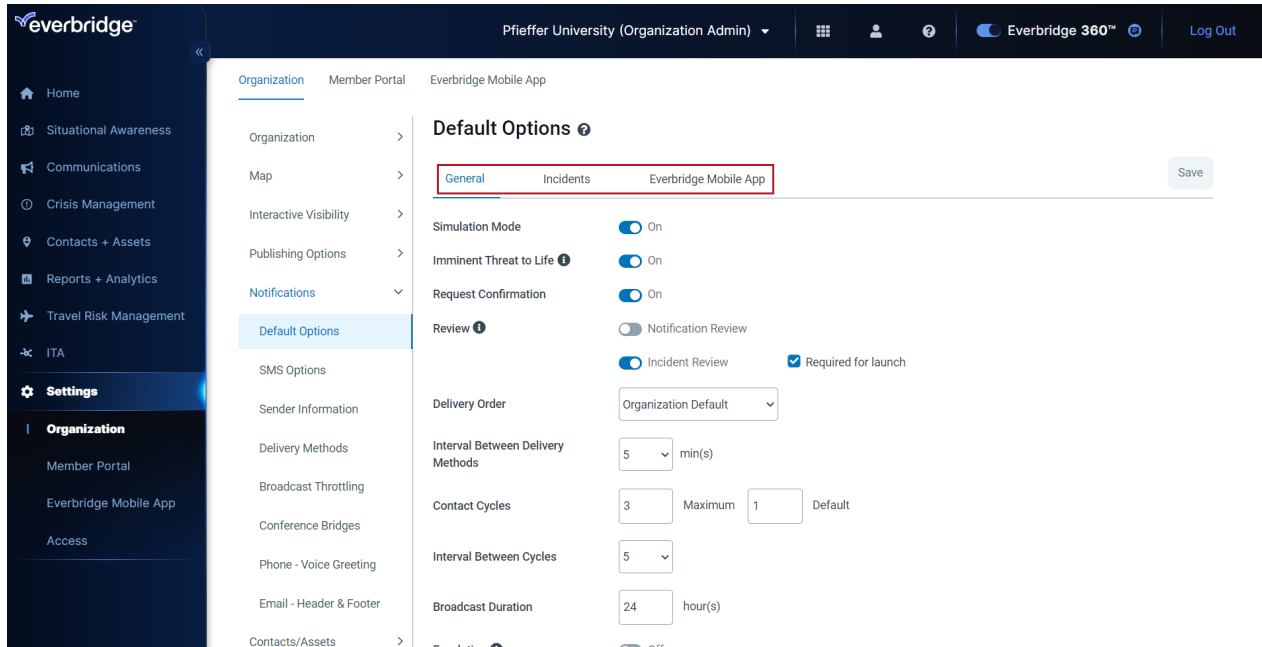 everbridge™
Pfieffer University (Organization Admin)
Everbridge 360™
Log Out
«
Home
Situational Awareness
Communications
Crisis Management
Contacts + Assets
Reports + Analytics
Travel Risk Management
ITA
Settings
Organization
Member Portal
Everbridge Mobile App
Access
Organization Member Portal Everbridge Mobile App
Organization
Map
Interactive Visibility
Publishing Options
Notifications
Default Options
SMS Options
Sender Information
Delivery Methods
Broadcast Throttling
Conference Bridges
Phone - Voice Greeting
Email - Header & Footer
Contacts/Assets
Default Options
General Incidents Everbridge Mobile App
Save
Simulation Mode On
Imminent Threat to Life On
Request Confirmation On
Review Notification Review
Incident Review Required for launch
Delivery Order Organization Default
Interval Between Delivery
Methods 5 min(s)
Contact Cycles 3 Maximum 1 Default
Interval Between Cycles 5
Broadcast Duration 24 hour(s)